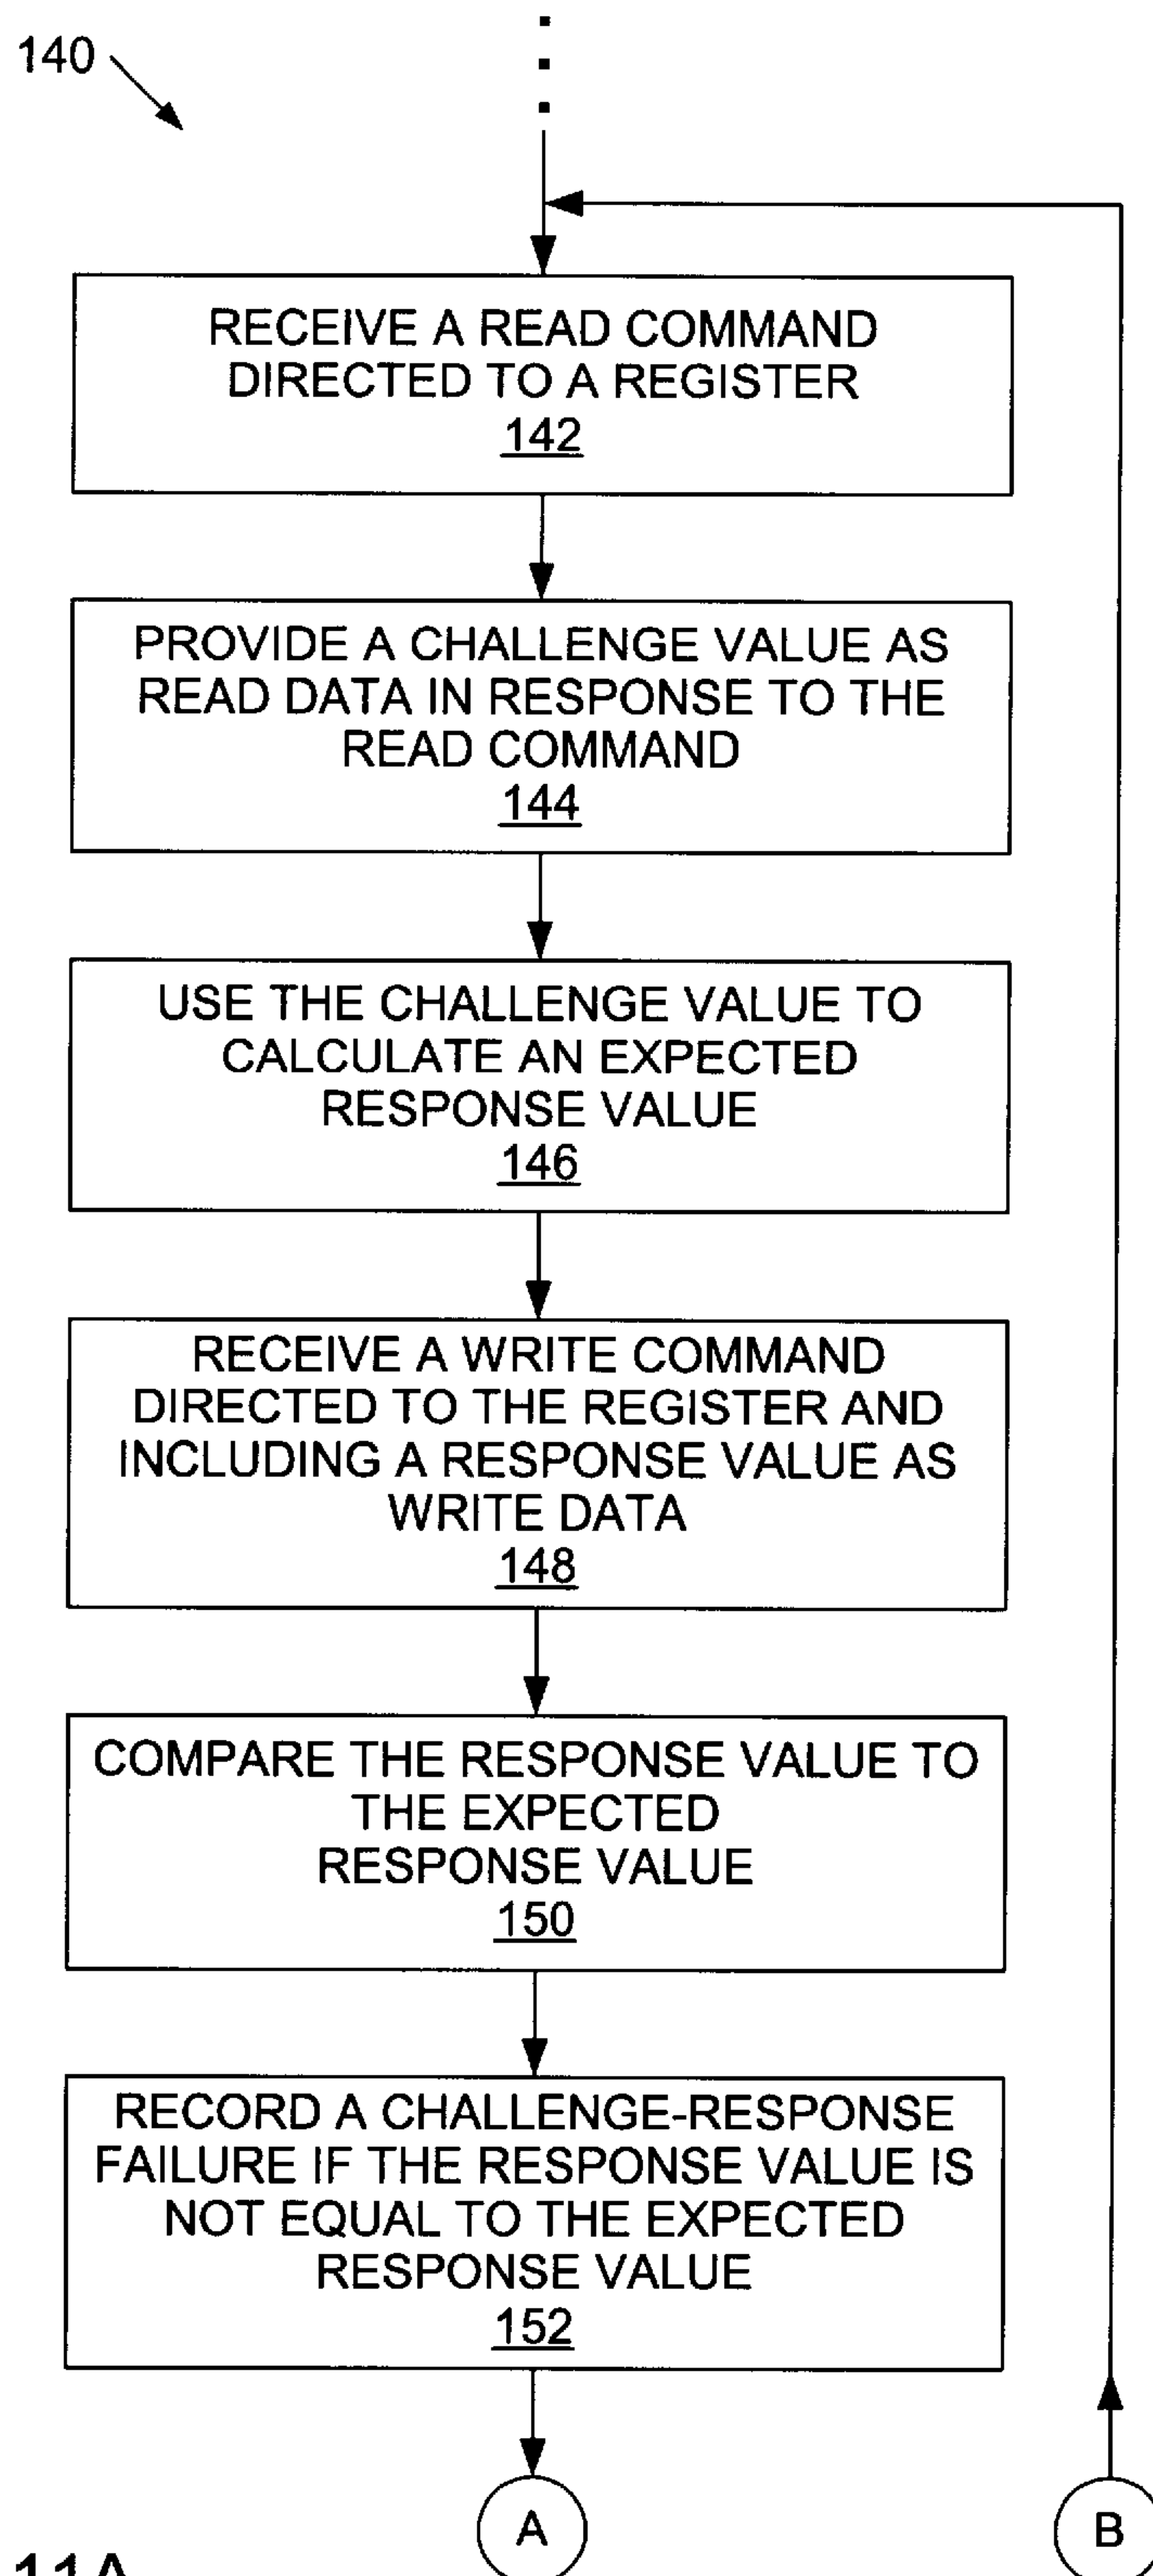 140
RECEIVE A READ COMMAND
DIRECTED TO A REGISTER
142
PROVIDE A CHALLENGE VALUE AS
READ DATA IN RESPONSE TO THE
READ COMMAND
144
USE THE CHALLENGE VALUE TO
CALCULATE AN EXPECTED
RESPONSE VALUE
146
RECEIVE A WRITE COMMAND
DIRECTED TO THE REGISTER AND
INCLUDING A RESPONSE VALUE AS
WRITE DATA
148
COMPARE THE RESPONSE VALUE TO
THE EXPECTED
RESPONSE VALUE
150
RECORD A CHALLENGE-RESPONSE
FAILURE IF THE RESPONSE VALUE IS
NOT EQUAL TO THE EXPECTED
RESPONSE VALUE
152
A
B
11A